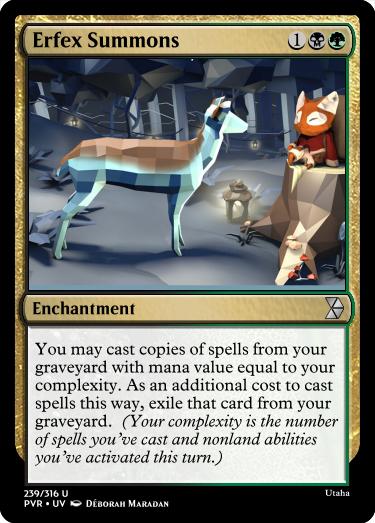 Erfex Summons 1
Enchantment
You may cast copies of spells from your
graveyard with mana value equal to your
complexity. As an additional cost to cast
spells this way, exile that card from your
graveyard. (Your complexity is the number
of spells you've cast and nonland abilities
you've activated this turn.)
239/316 U
Utaha
PVR • UV Déborah Maradan